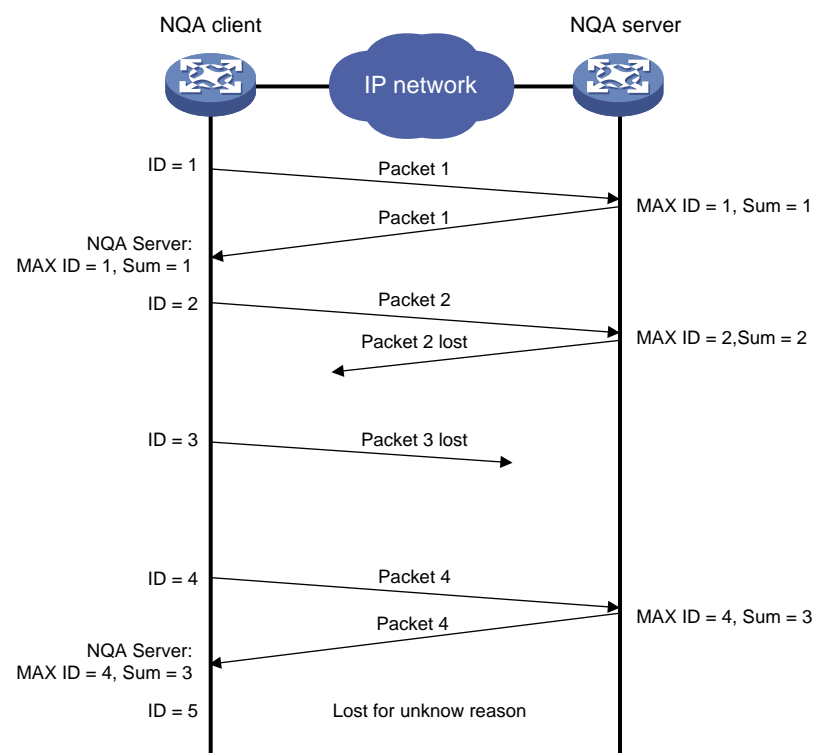 NQA client
NQA server
IP network
ID = 1
Packet 1
MAX ID = 1, Sum = 1
Packet 1
NQA Server:
MAX ID = 1, Sum = 1
ID = 2
Packet 2
Packet 2 lost
MAX ID = 2,Sum = 2
ID = 3
Packet 3 lost
ID = 4
Packet 4
MAX ID = 4, Sum = 3
Packet 4
NQA Server:
MAX ID = 4, Sum = 3
ID = 5
Lost for unknow reason